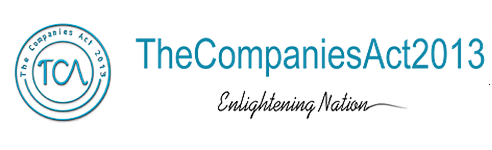 The Companies Act 2013
TCA
TheCompaniesAct2013
Enlightening Nation